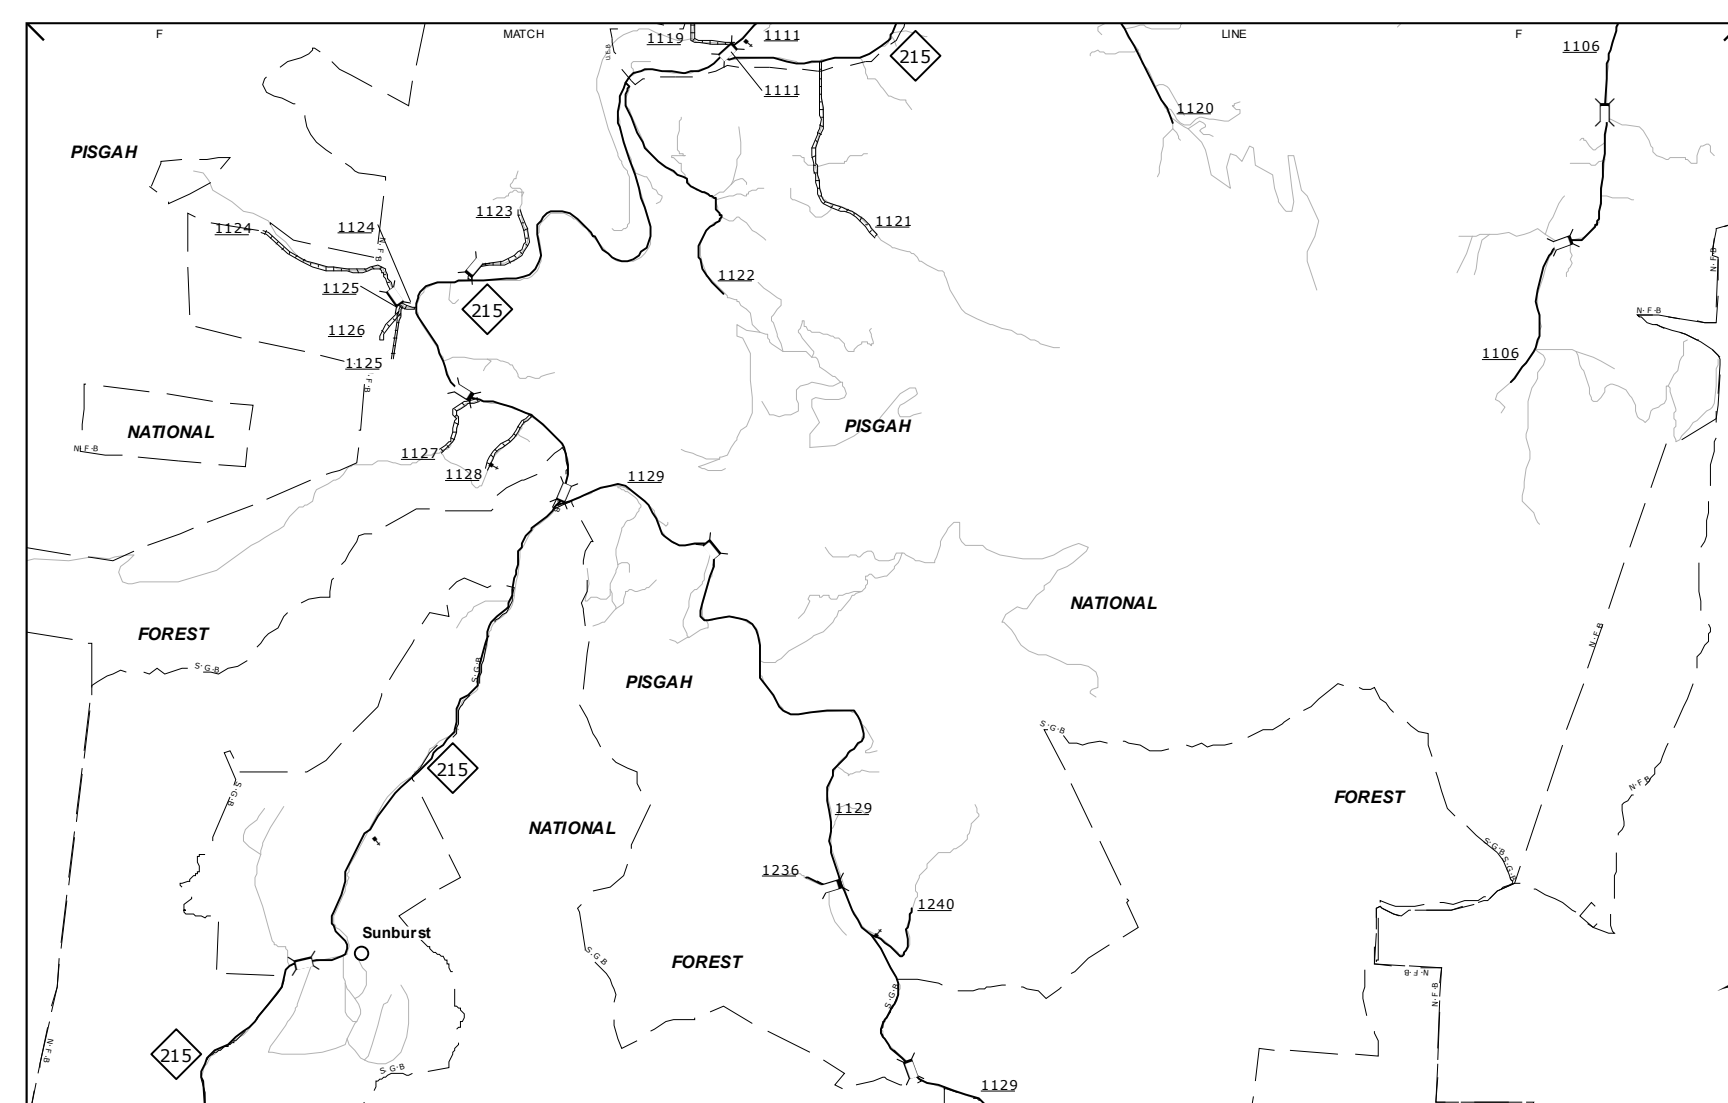 F MATCH LINE F
1119
1111
215
1106
1111
1120
PISGAH
1123
1124
1124
1121
N-F-B
1125
1122
215
N-F-B
N-F-B
1126
1125
1106
PISGAH
NATIONAL
N-F-B
1127
1128
1129
NATIONAL
FOREST
N-F-B
S-G-B
S-G-B
PISGAH
S-G-B
215
N-F-B
S-G-B
FOREST
1129
NATIONAL
S-G-B
S-G-B
1236
1240
Sunburst
S-G-B
FOREST
N-F-B
S-G-B
N-F-B
N-F-B
215
S-G-B
1129